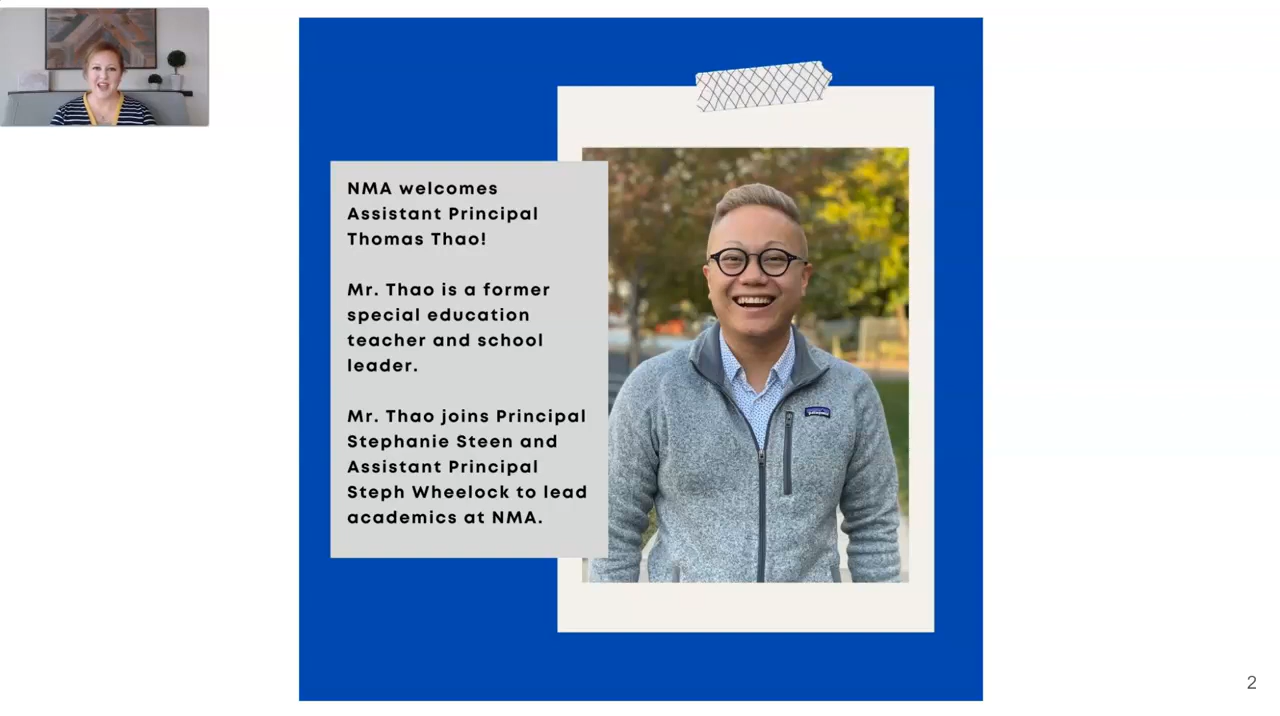 NMA welcomes
Assistant Principal
Thomas Thao!
Mr. Thao is a former
special education
teacher and school
leader.
Mr. Thao joins Principal
Stephanie Steen and
Assistant Principal
Steph Wheelock to lead
academics at NMA.
patagonia
2